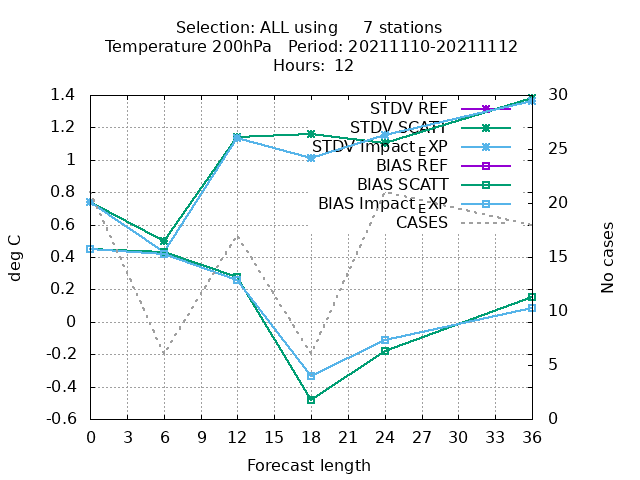 Selection: ALL using     7 stations
Temperature 200hPa   Period: 20211110-20211112
Hours:  12
1.4
1.2
1
0.8
0.6
0.4
0.2
0
-0.2
-0.4
-0.6
deg C
30
25
20
15
10
5
0
No cases
STDV REF
STDV SCATT
STDV Impact_EXP
BIAS REF
BIAS SCATT
BIAS Impact_EXP
CASES
0 3 6 9 12 15 18 21 24 27 30 33 36
Forecast length